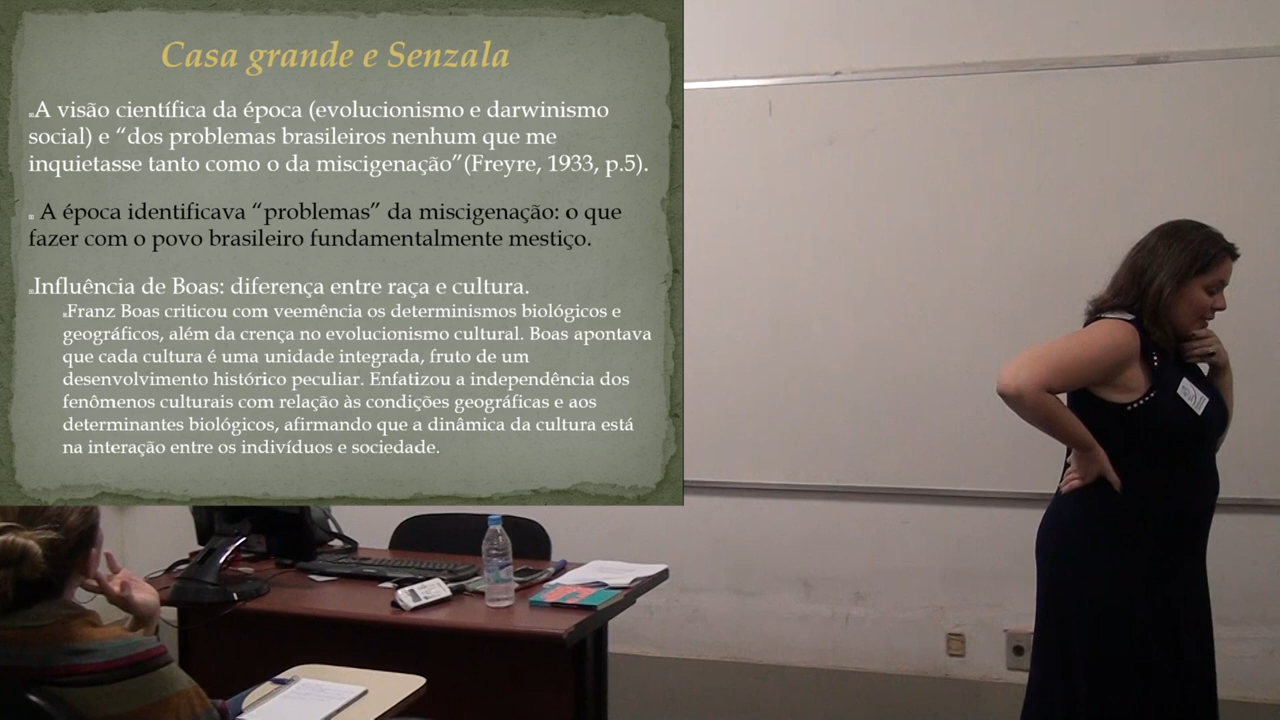 Casa grande e Senzala
A visão científica da época (evolucionismo e darwinismo
social) e “dos problemas brasileiros nenhum que me
inquietasse tanto como o da miscigenação”(Freyre, 1933, p.5).
A época identificava “problemas” da miscigenação: o que
fazer com o povo brasileiro fundamentalmente mestiço.
Influência de Boas: diferença entre raça e cultura.
Franz Boas criticou com veemência os determinismos biológicos e
geográficos, além da crença no evolucionismo cultural. Boas apontava
que cada cultura é uma unidade integrada, fruto de um
desenvolvimento histórico peculiar. Enfatizou a independência dos
fenômenos culturais com relação às condições geográficas e aos
determinantes biológicos, afirmando que a dinâmica da cultura está
na interação entre os indivíduos e sociedade.